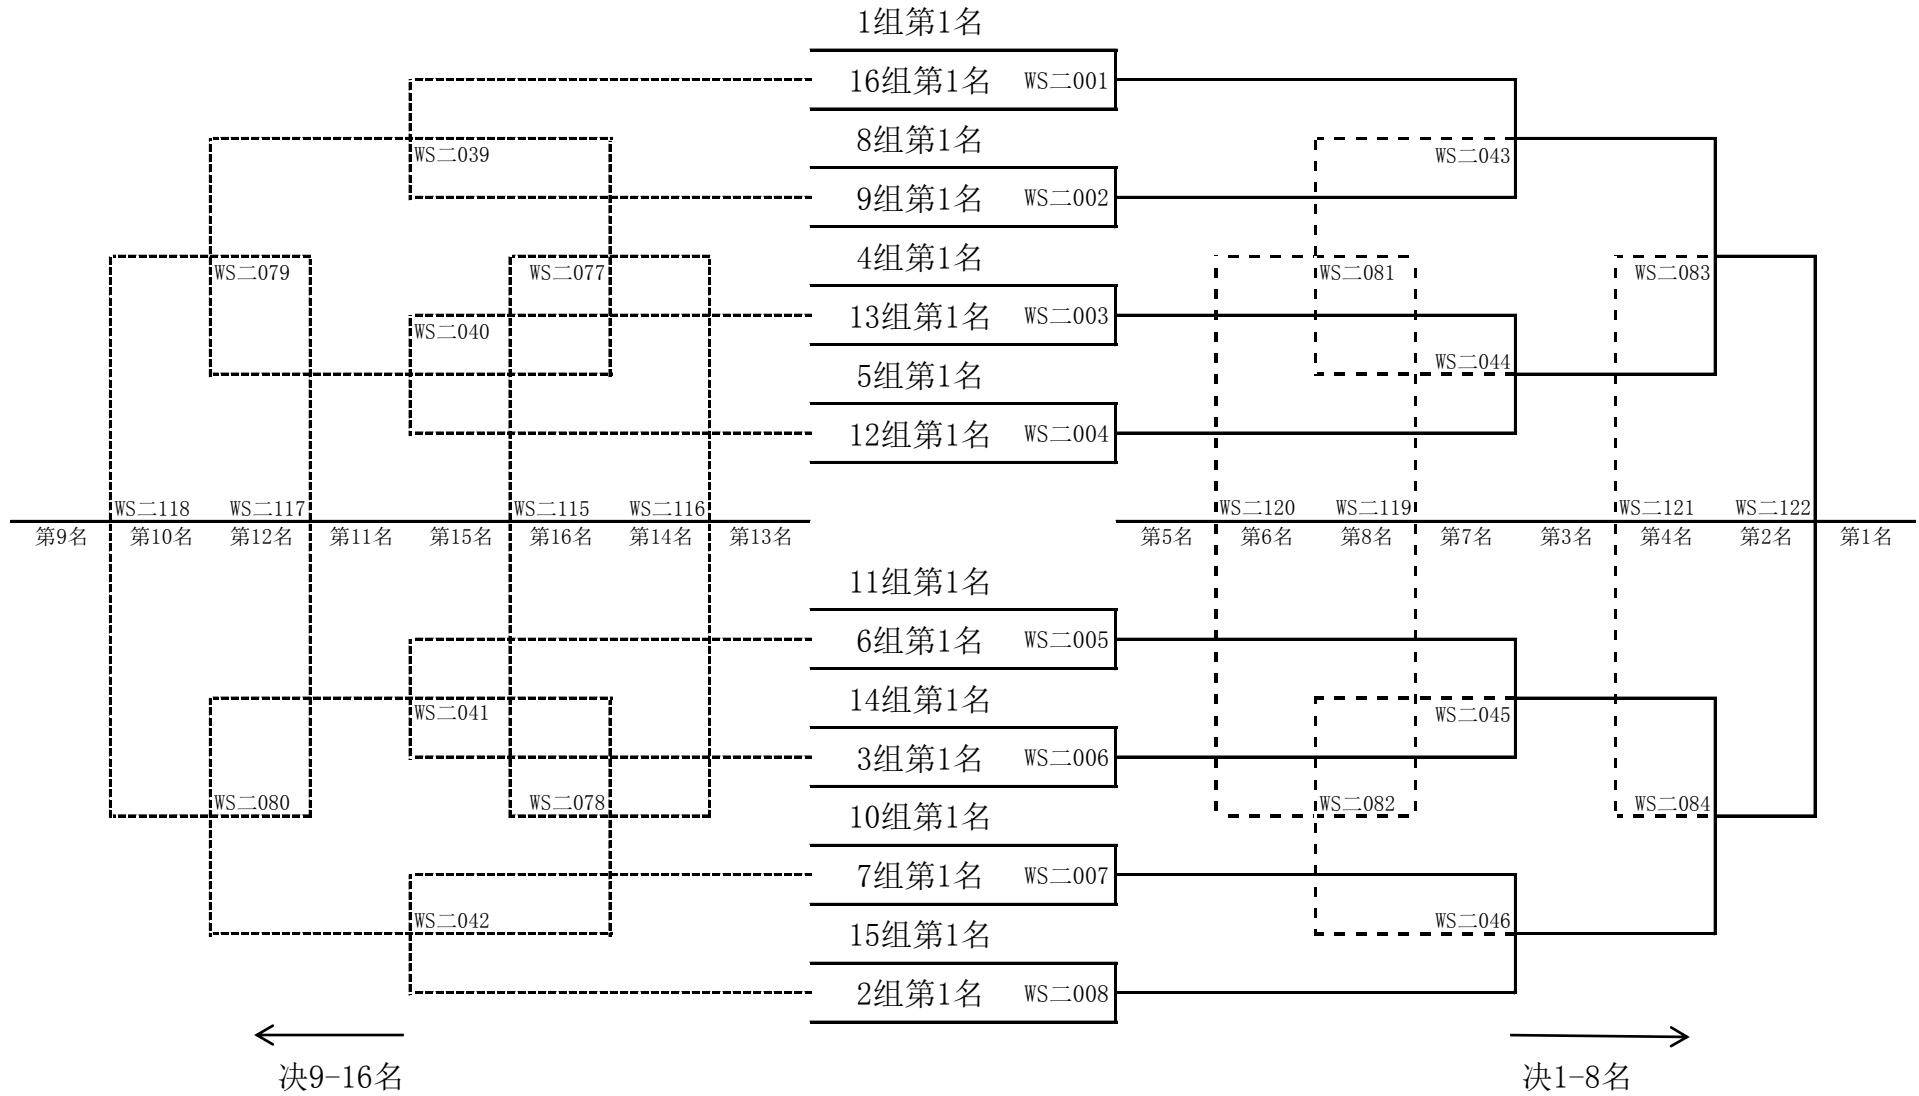 1组第1名
16组第1名 WS二001
8组第1名
WS二039 WS二043
9组第1名 WS二002
4组第1名
WS二079 WS二077 WS二081 WS二083
13组第1名 WS二003
WS二040 WS二044
5组第1名
12组第1名 WS二004
WS二118 WS二117 WS二115 WS二116 WS二120 WS二119 WS二121 WS二122
第9名 第10名 第12名 第11名 第15名 第16名 第14名 第13名 第5名 第6名 第8名 第7名 第3名 第4名 第2名 第1名
11组第1名
6组第1名 WS二005
14组第1名
WS二041 WS二045
3组第1名 WS二006
WS二080 WS二078 WS二082 WS二084
10组第1名
7组第1名 WS二007
WS二042 WS二046
15组第1名
2组第1名 WS二008
决9-16名 决1-8名